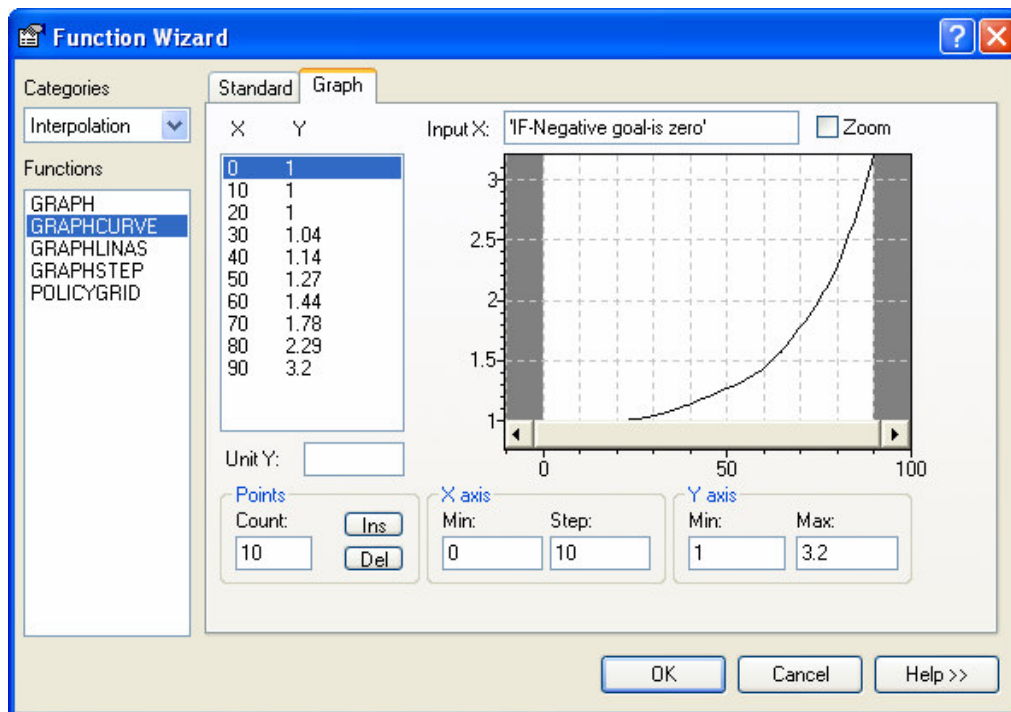 Function Wizard
Categories
Interpolation
Functions
GRAPH
GRAPHCURVE
GRAPHLINAS
GRAPHSTEP
POLICYGRID
Standard Graph
X Y
0 1
10 1
20 1
30 1.04
40 1.14
50 1.27
60 1.44
70 1.78
80 2.29
90 3.2
Unit Y:
Input X: 'IF-Negative goal-is zero' Zoom
3
2.5
2
1.5
1
0 50 100
Points
Count:
10
Ins
Del
X axis
Min: Step:
0 10
Y axis
Min: Max:
1 3.2
OK Cancel Help >>